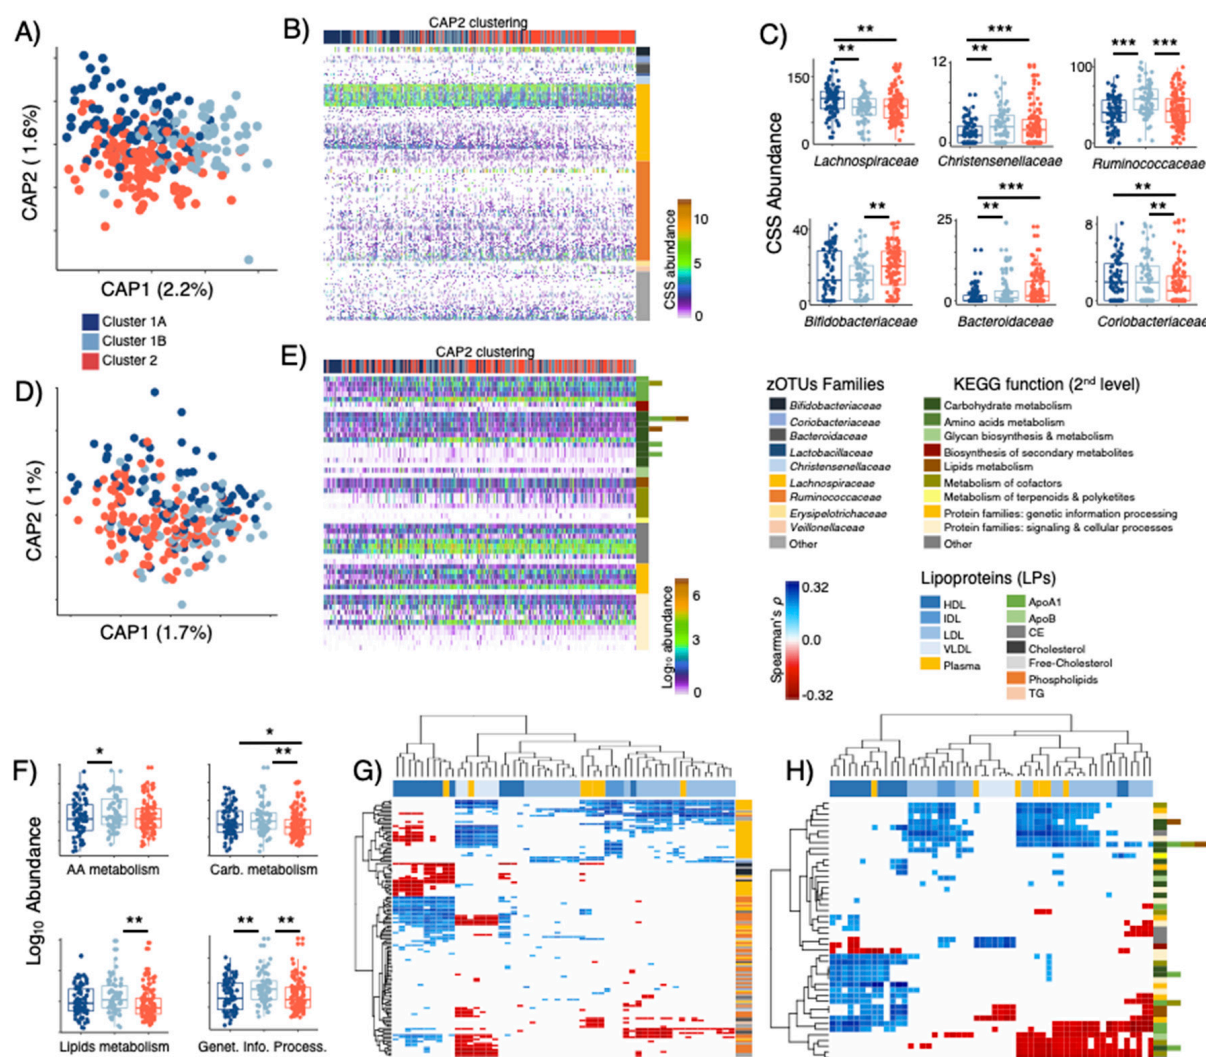 A)
CAP2 ( 1.6%)
CAP1 (2.2%)
Cluster 1A
Cluster 1B
Cluster 2
B)
CAP2 clustering
CSS abundance
10
5
0
C)
CSS Abundance
** **
150
0
Lachnospiraceae
*** **
12
6
0
Christensenellaceae
*** ***
100
0
Ruminococcaceae
**
40
0
Bifidobacteriaceae
*** **
25
0
Bacteroidaceae
** **
8
0
Coriobacteriaceae
D)
CAP2 ( 1%)
CAP1 (1.7%)
E)
CAP2 clustering
Log₁₀ abundance
6
3
0
zOTUs Families
Bifidobacteriaceae
Coriobacteriaceae
Bacteroidaceae
Lactobacillaceae
Christensenellaceae
Lachnospiraceae
Ruminococcaceae
Erysipelotrichaceae
Veillonellaceae
Other
KEGG function (2nd level)
Carbohydrate metabolism
Amino acids metabolism
Glycan biosynthesis & metabolism
Biosynthesis of secondary metabolites
Lipids metabolism
Metabolism of cofactors
Metabolism of terpenoids & polyketites
Protein families: genetic information processing
Protein families: signaling & cellular processes
Other
Spearman's ρ
0.32
0.0
-0.32
Lipoproteins (LPs)
HDL
IDL
LDL
VLDL
Plasma
ApoA1
ApoB
CE
Cholesterol
Free-Cholesterol
Phospholipids
TG
F)
Log₁₀ Abundance
*
AA metabolism
* **
Carb. metabolism
**
Lipids metabolism
** **
Genet. Info. Process.
G)
H)